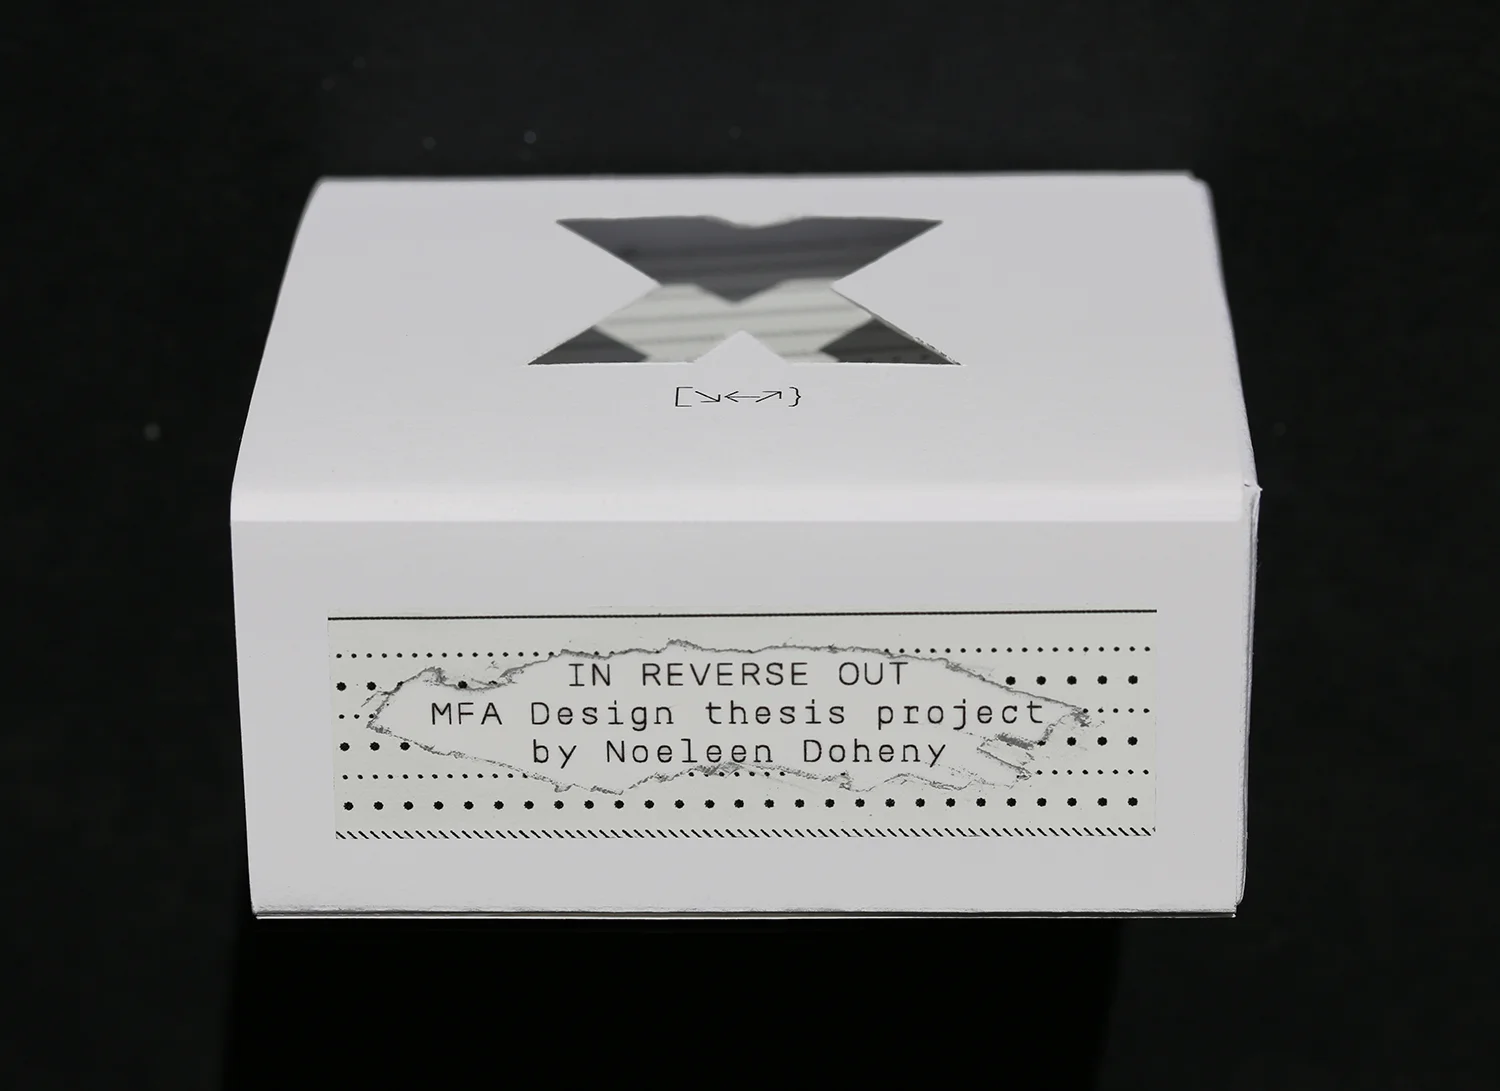 [↘←↗}
IN REVERSE OUT
MFA Design thesis project
by Noeleen Doheny